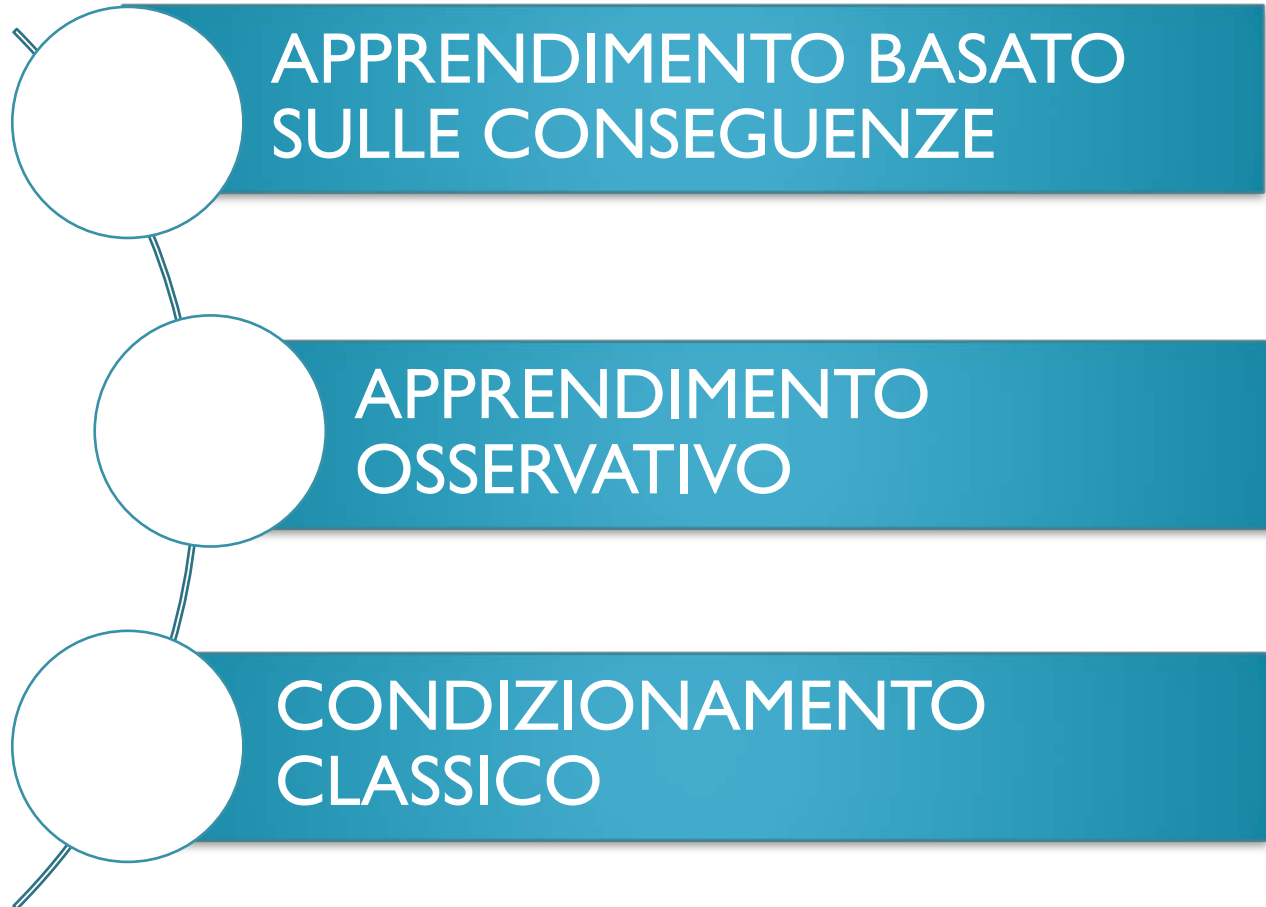 APPRENDIMENTO BASATO
SULLE CONSEGUENZE
APPRENDIMENTO
OSSERVATIVO
CONDIZIONAMENTO
CLASSICO